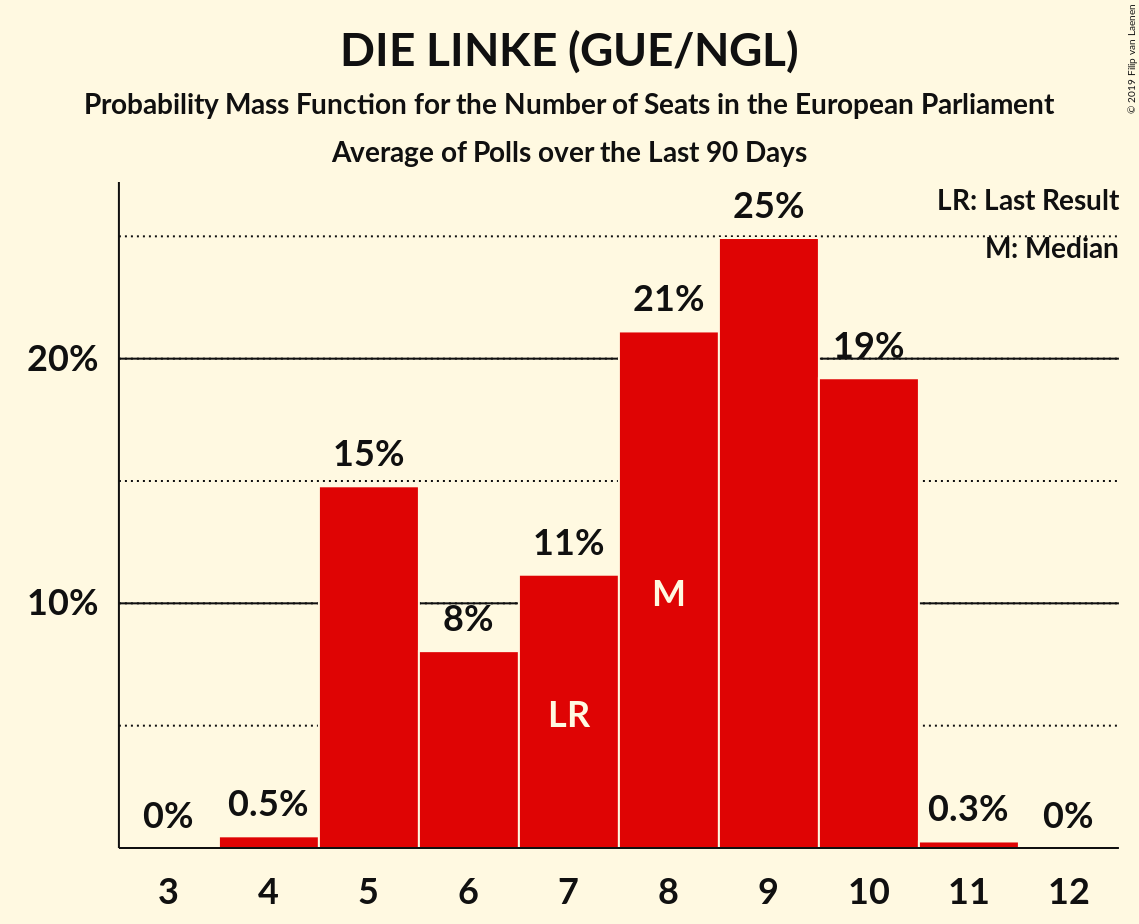 DIE LINKE (GUE/NGL)
Probability Mass Function for the Number of Seats in the European Parliament
Average of Polls over the Last 90 Days
© 2019 Filip van Laenen
LR: Last Result
M: Median
25%
21%
20%
19%
15%
11%
10%
8%
M
LR
0%
0.5%
0.3%
0%
3 4 5 6 7 8 9 10 11 12